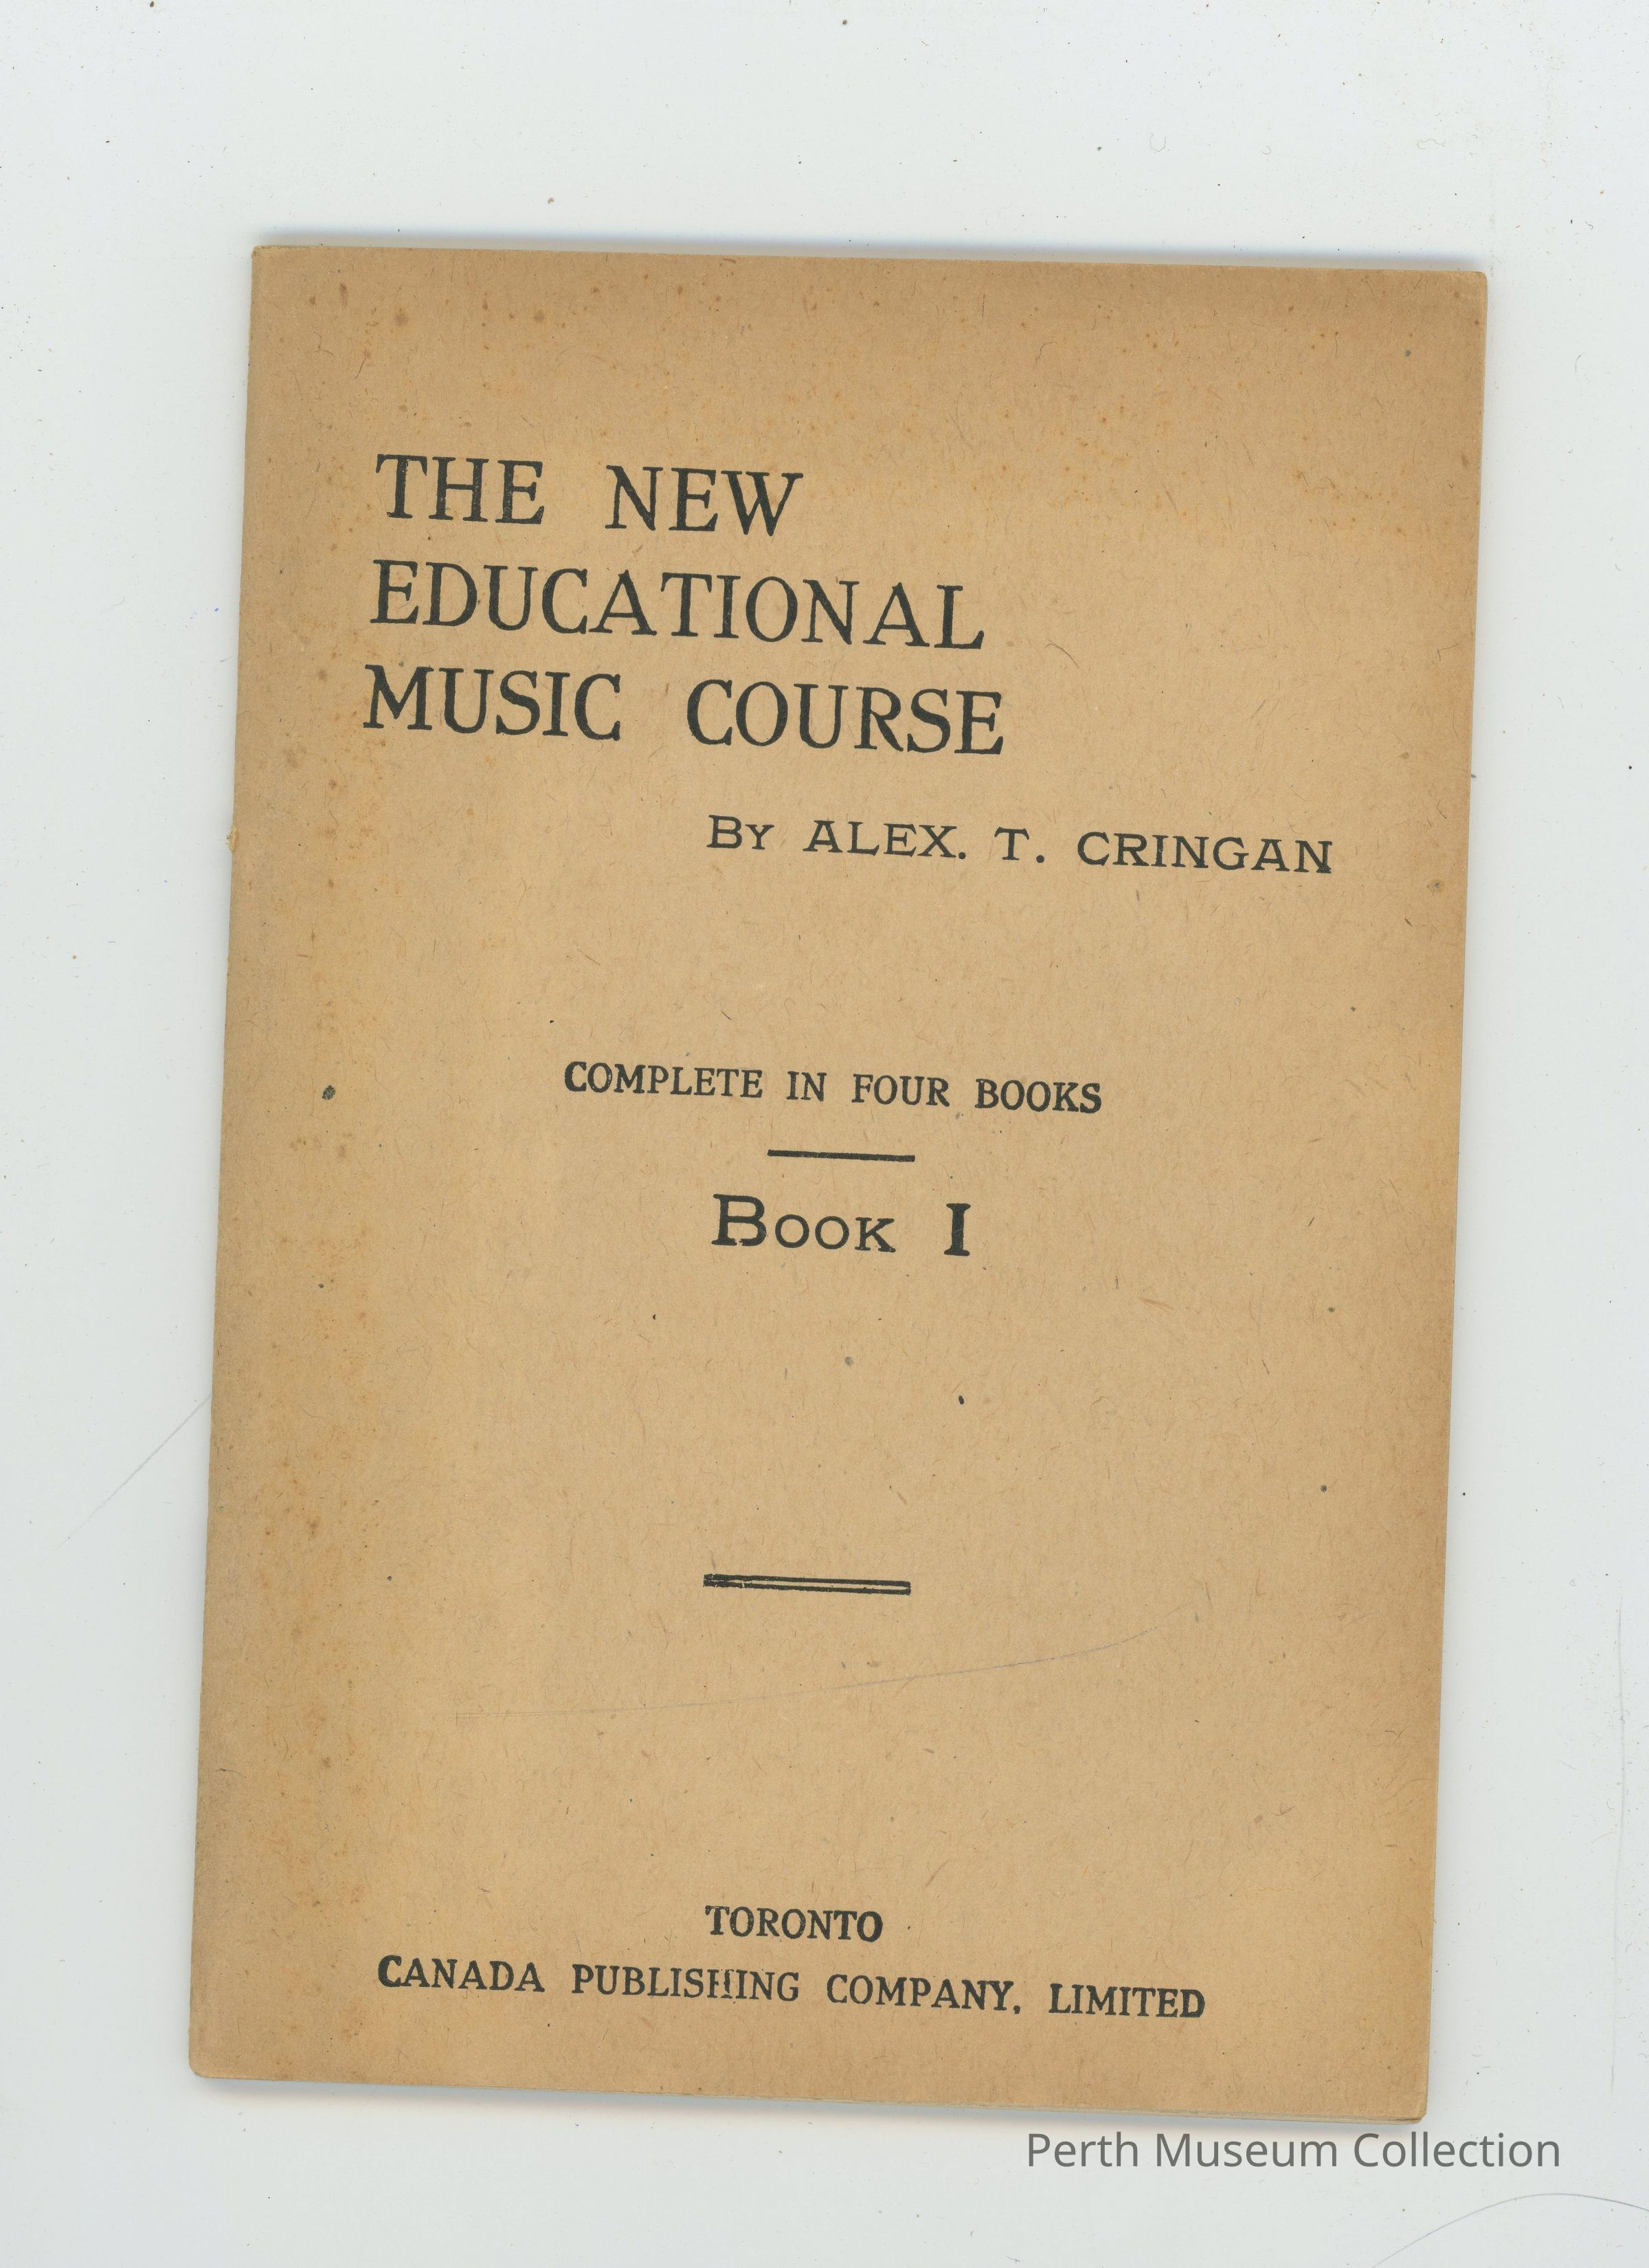 THE NEW
EDUCATIONAL
MUSIC COURSE
BY ALEX. T. CRINGAN
COMPLETE IN FOUR BOOKS
BOOK I
TORONTO
CANADA PUBLISHING COMPANY, LIMITED
Perth Museum Collection